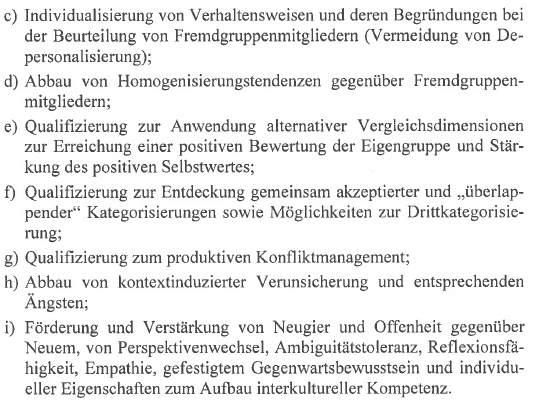 c) Individualisierung von Verhaltensweisen und deren Begründungen bei
der Beurteilung von Fremdgruppenmitgliedern (Vermeidung von De-
personalisierung);
d) Abbau von Homogenisierungstendenzen gegenüber Fremdgruppen-
mitgliedern;
e) Qualifizierung zur Anwendung alternativer Vergleichsdimensionen
zur Erreichung einer positiven Bewertung der Eigengruppe und Stär-
kung des positiven Selbstwertes;
f) Qualifizierung zur Entdeckung gemeinsam akzeptierter und „überlap-
pender“ Kategorisierungen sowie Möglichkeiten zur Drittkategorisie-
rung;
g) Qualifizierung zum produktiven Konfliktmanagement;
h) Abbau von kontextinduzierter Verunsicherung und entsprechenden
Ängsten;
i) Förderung und Verstärkung von Neugier und Offenheit gegenüber
Neuem, von Perspektivenwechsel, Ambiguitätstoleranz, Reflexionsfä-
higkeit, Empathie, gefestigtem Gegenwartsbewusstsein und individu-
eller Eigenschaften zum Aufbau interkultureller Kompetenz.